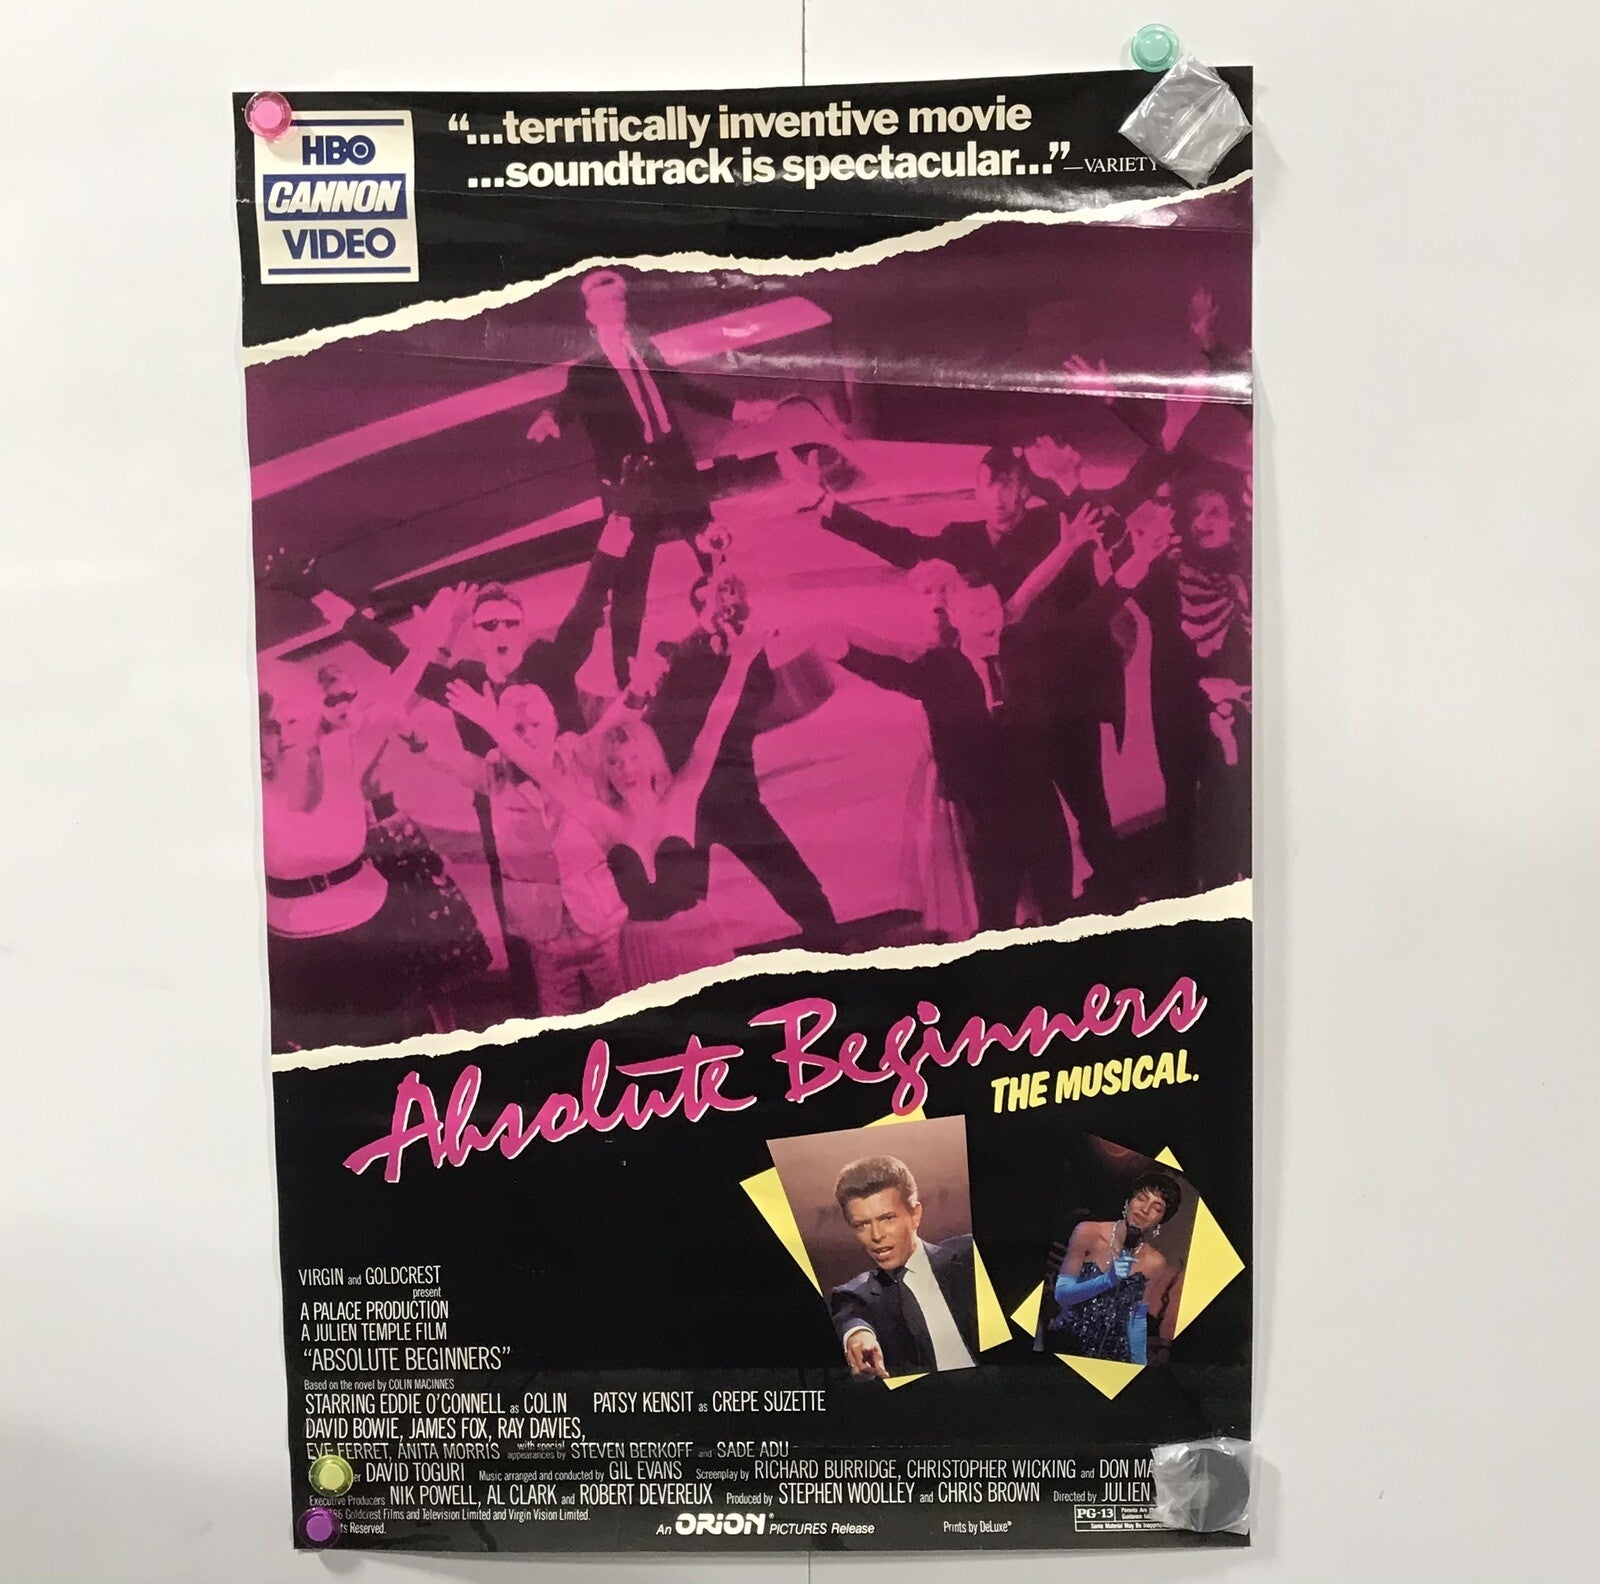 HBO
CANNON
VIDEO
“...terrifically inventive movie
...soundtrack is spectacular...”—VARIETY
Absolute Beginners
THE MUSICAL.
VIRGIN and GOLDCREST
present
A PALACE PRODUCTION
A JULIEN TEMPLE FILM
“ABSOLUTE BEGINNERS”
Based on the novel by COLIN MACINNES
STARRING EDDIE O'CONNELL as COLIN PATSY KENSIT as CREPE SUZETTE
DAVID BOWIE, JAMES FOX, RAY DAVIES,
EVE FERRET, ANITA MORRIS with special appearances by STEVEN BERKOFF and SADE ADU
DAVID TOGURI Music arranged and conducted by GIL EVANS Screenplay by RICHARD BURRIDGE, CHRISTOPHER WICKING and DON
Executive Producers NIK POWELL, AL CLARK and ROBERT DEVEREUX Produced by STEPHEN WOOLLEY and CHRIS BROWN Directed by JULIEN
Goldcrest Films and Television Limited and Virgin Vision Limited.
Reserved.
An ORION® PICTURES Release
Prints by DeLuxe®
PG-13
Some Material May Be